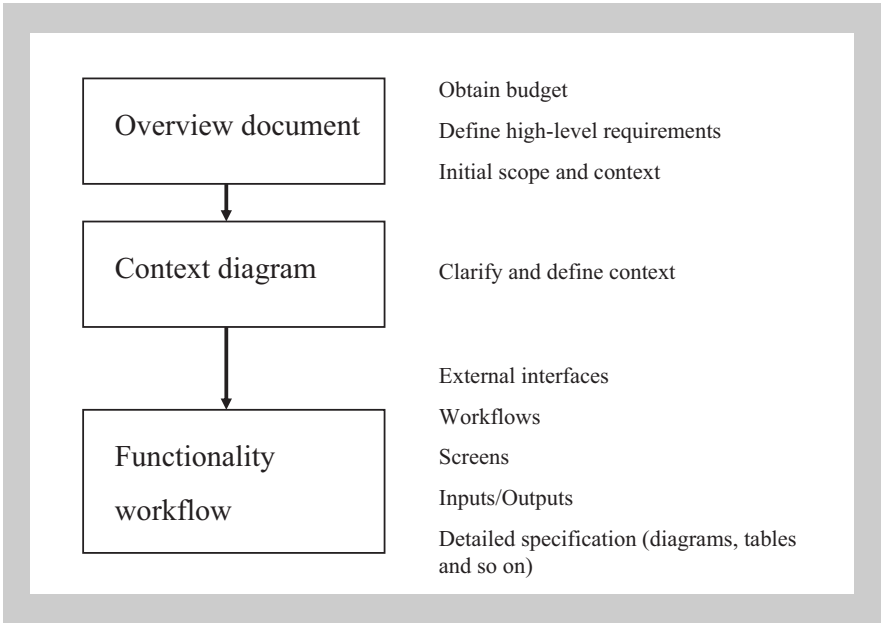 Overview document
Obtain budget
Define high-level requirements
Initial scope and context
Context diagram
Clarify and define context
Functionality
workflow
External interfaces
Workflows
Screens
Inputs/Outputs
Detailed specification (diagrams, tables
and so on)